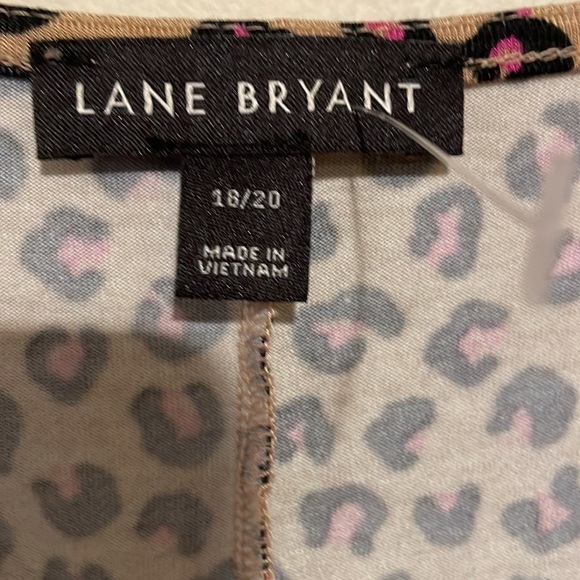 LANE BRYANT
18/20
MADE IN
VIETNAM